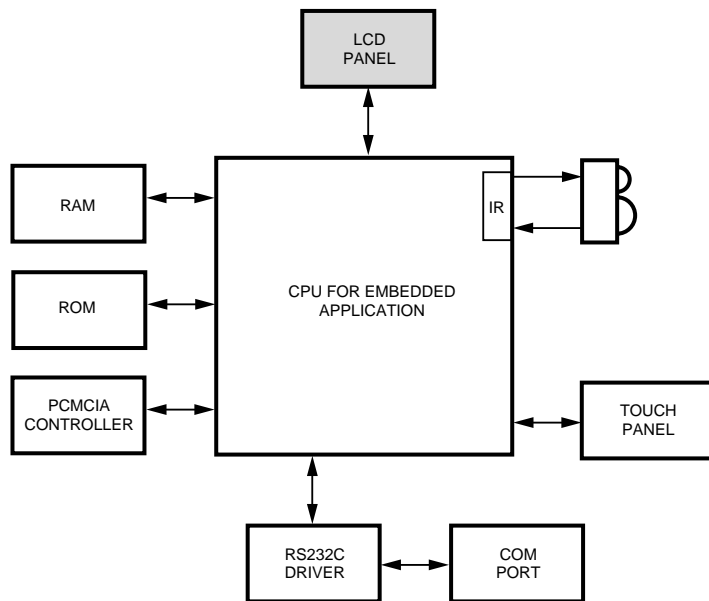 LCD
PANEL
RAM
IR
ROM
CPU FOR EMBEDDED
APPLICATION
PCMCIA
CONTROLLER
TOUCH
PANEL
RS232C
DRIVER
COM
PORT